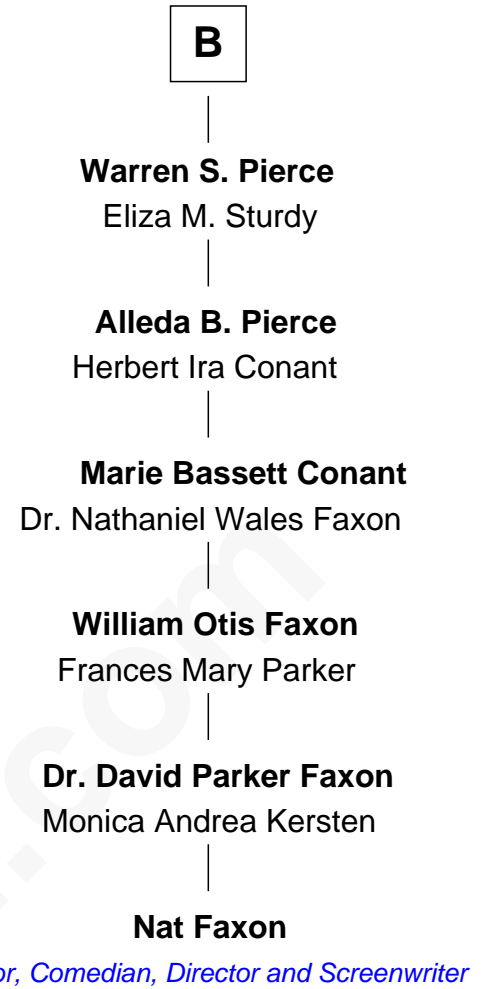 B
Warren S. Pierce
Eliza M. Sturdy
Alleda B. Pierce
Herbert Ira Conant
Marie Bassett Conant
Dr. Nathaniel Wales Faxon
William Otis Faxon
Frances Mary Parker
Dr. David Parker Faxon
Monica Andrea Kersten
Nat Faxon
Comedian, Director and Screenwriter
.com